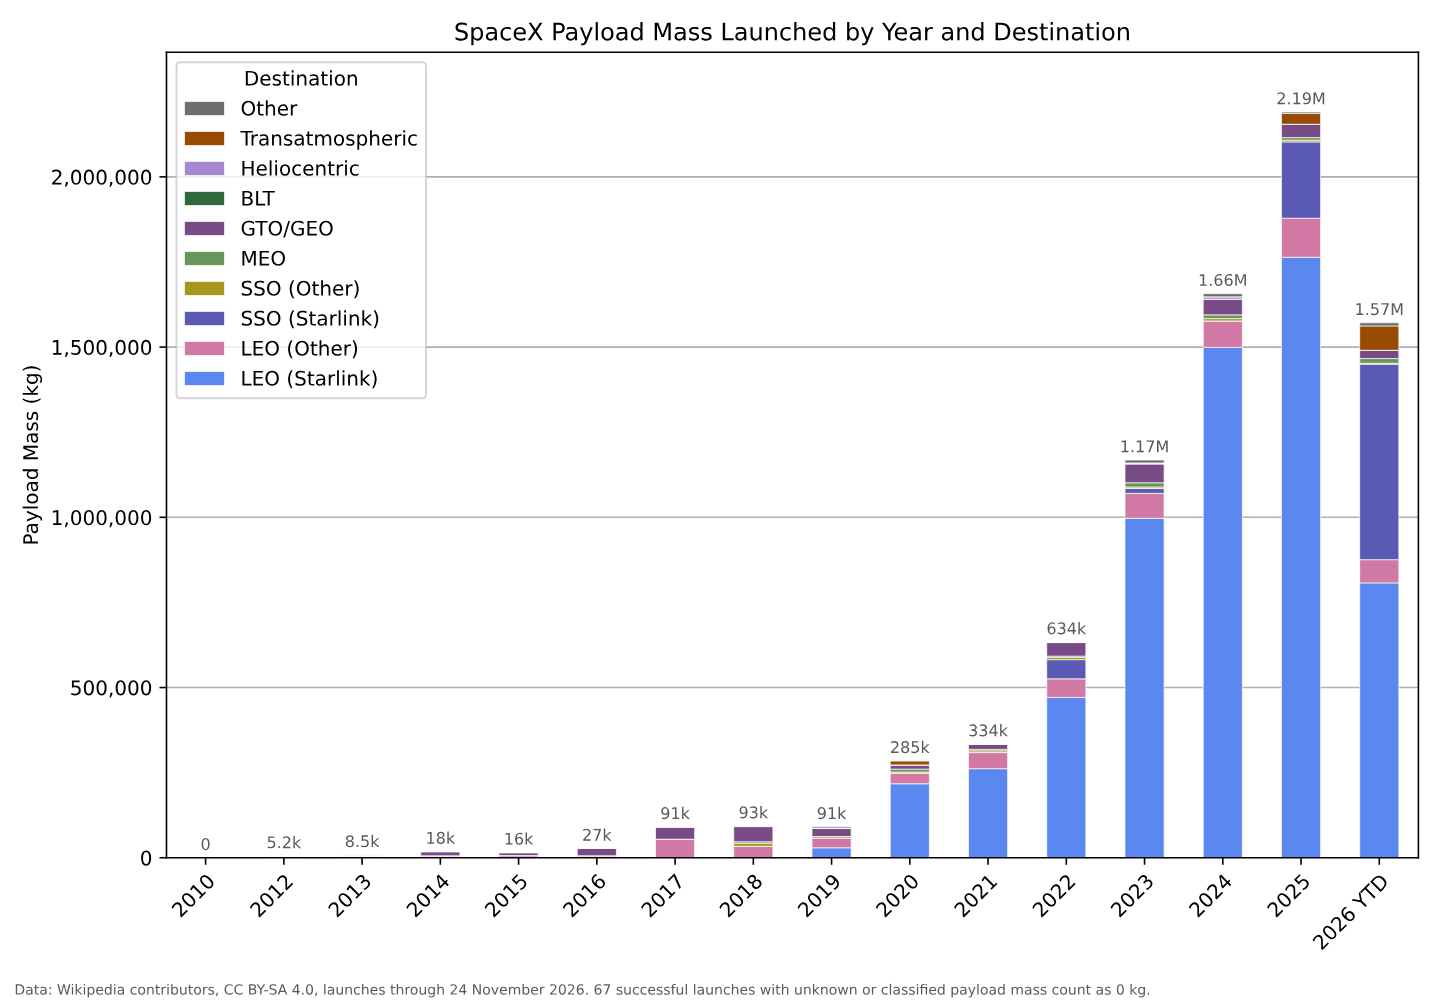 SpaceX Payload Mass Launched by Year and Destination
Destination
Other
Transatmospheric
Heliocentric
BLT
GTO/GEO
MEO
SSO (Other)
SSO (Starlink)
LEO (Other)
LEO (Starlink)
Payload Mass (kg)
2,000,000
1,500,000
1,000,000
500,000
0
0
5.2k
8.5k
18k
16k
27k
91k
93k
91k
285k
334k
634k
1.17M
1.66M
2.19M
1.57M
2010
2012
2013
2014
2015
2016
2017
2018
2019
2020
2021
2022
2023
2024
2025
2026 YTD
Data: Wikipedia contributors, CC BY-SA 4.0, launches through 24 November 2026. 67 successful launches with unknown or classified payload mass count as 0 kg.